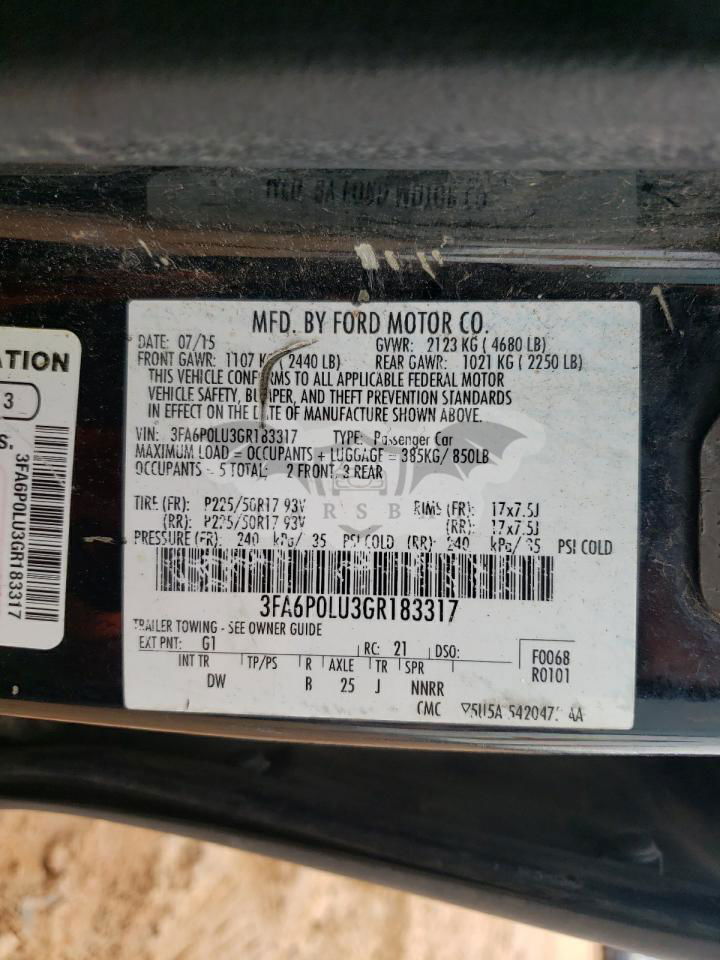 MFD. BY FORD MOTOR CO.
DATE: 07/15 GVWR: 2123 KG ( 4680 LB)
FRONT GAWR: 1107 KG ( 2440 LB) REAR GAWR: 1021 KG ( 2250 LB)
THIS VEHICLE CONFORMS TO ALL APPLICABLE FEDERAL MOTOR
VEHICLE SAFETY, BUMPER, AND THEFT PREVENTION STANDARDS
IN EFFECT ON THE DATE OF MANUFACTURE SHOWN ABOVE.
VIN: 3FA6P0LU3GR183317 TYPE: Passenger Car
MAXIMUM LOAD = OCCUPANTS + LUGGAGE = 385KG/ 850LB
OCCUPANTS - 5 TOTAL: 2 FRONT, 3 REAR
TIRE (FR): P225/50R17 93V RIMS (FR): 17x7.5J
(RR): P225/50R17 93V (RR): 17x7.5J
PRESSURE (FR): 240 kPa/ 35 PSI COLD (RR): 240 kPa/ 35 PSI COLD
3FA6P0LU3GR183317
TRAILER TOWING - SEE OWNER GUIDE
EXT PNT: G1 RC: 21 DSO:
INT TR TP/PS R AXLE TR SPR
DW B 25 J NNRR
F0068
R0101
CMC 5420472 AA
ATION
3
S.
3FA6P0LU3GR183317
RSBI